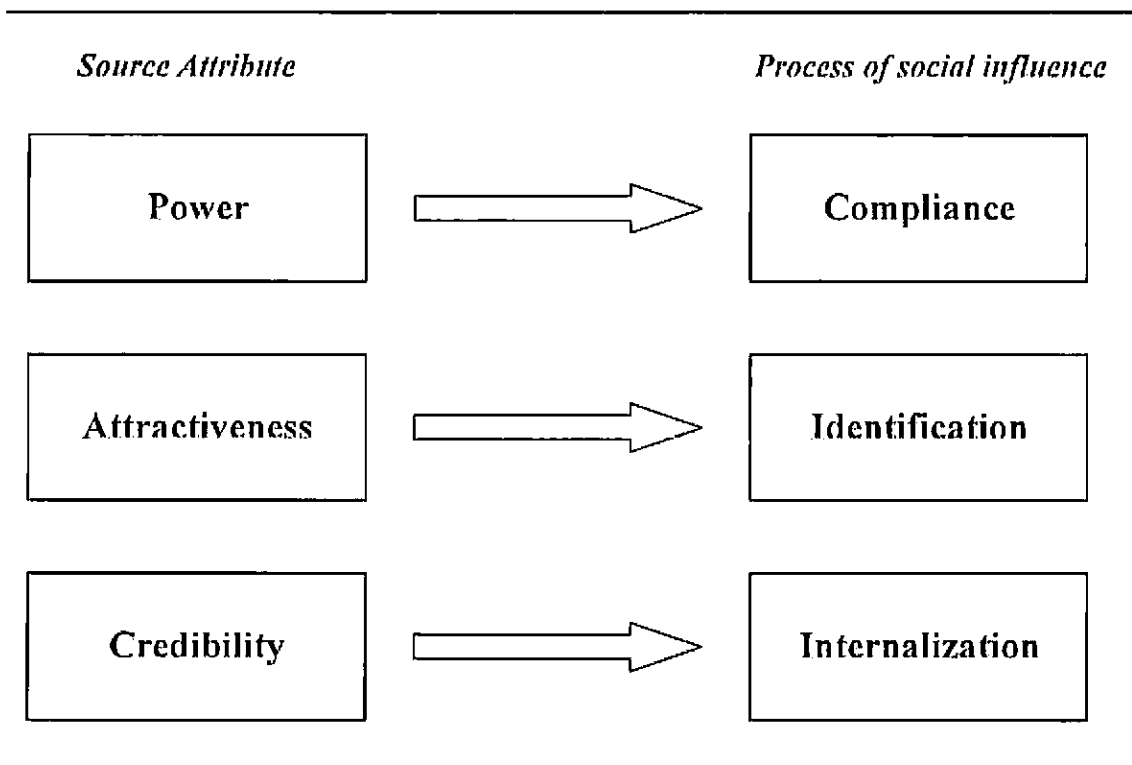 Source Attribute Process of social influence
Power Compliance
Attractiveness Identification
Credibility Internalization